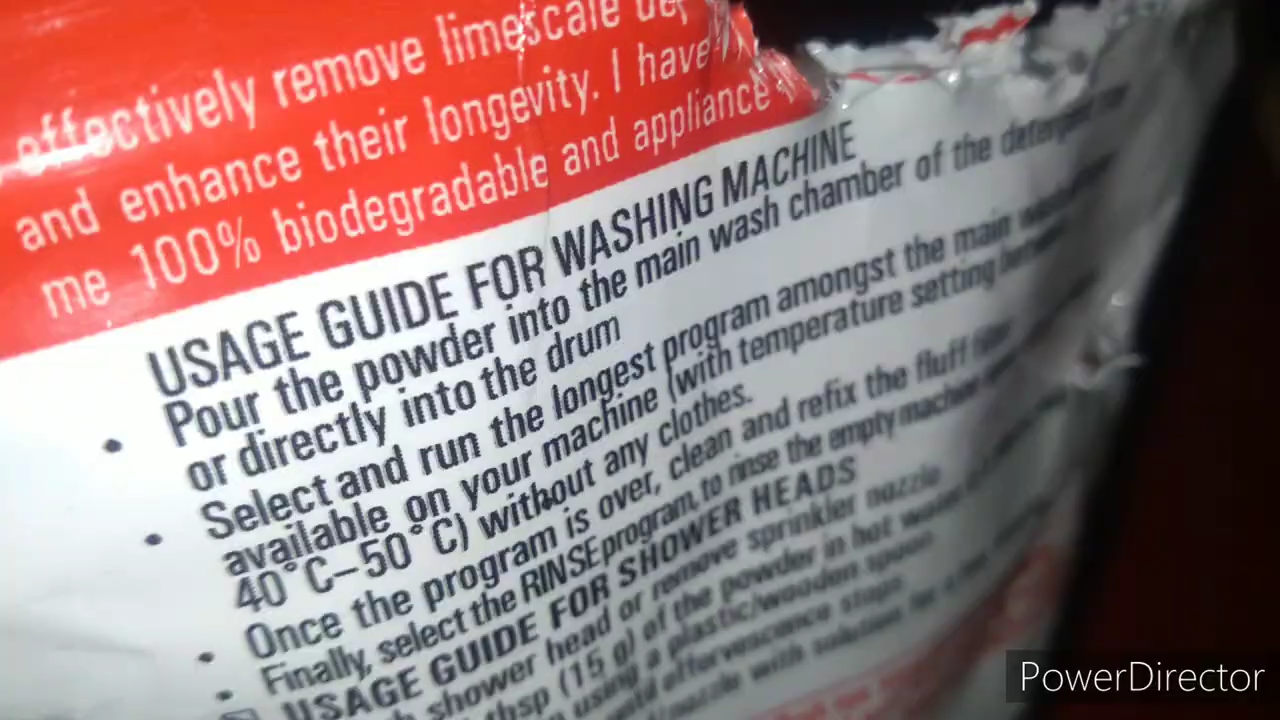 effectively remove limescale
and enhance their longevity. I have
me 100% biodegradable and appliance
USAGE GUIDE FOR WASHING MACHINE
• Pour the powder into the main wash chamber of the detergent
or directly into the drum
• Select and run the longest program amongst the main
available on your machine (with temperature setting between
40°C–50°C) without any clothes.
• Once the program is over, clean and refix the fluff filter
• Finally, select the RINSE program, to rinse the empty machine
USAGE GUIDE FOR SHOWER HEADS
shower head or remove sprinkler nozzle
tbsp (15 g) of the powder in hot water
using a plastic/wooden spoon
until effervescence stops
nozzle with solution
PowerDirector